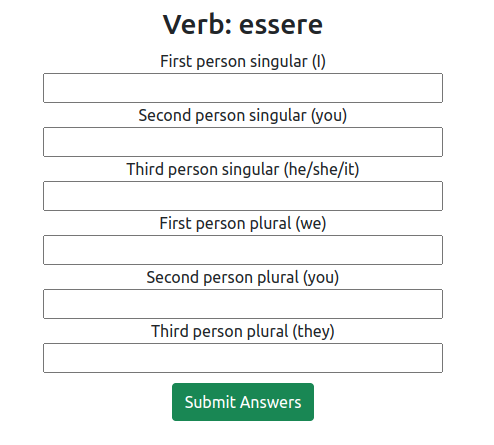 Verb: essere
First person singular (I)
Second person singular (you)
Third person singular (he/she/it)
First person plural (we)
Second person plural (you)
Third person plural (they)
Submit Answers